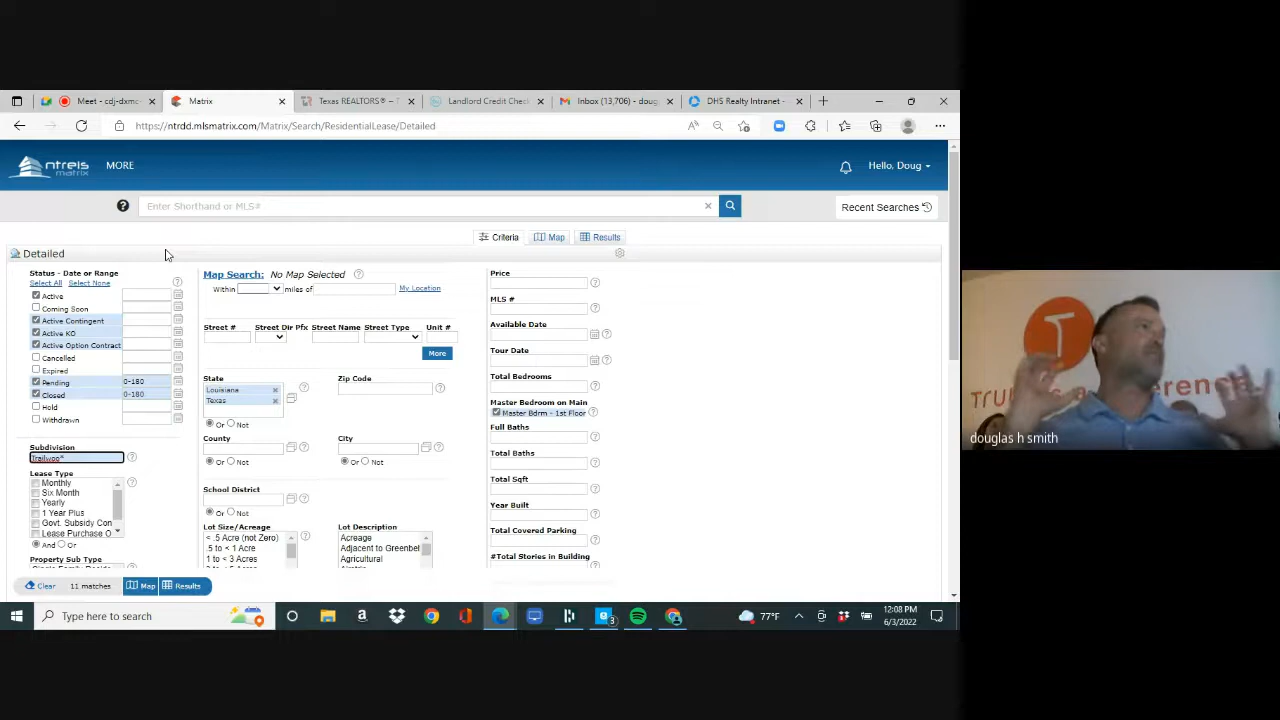 Meet - cdj-dxmc
Matrix
Texas REALTORS® – T
Landlord Credit Check
Inbox (13,706) - doug
DHS Realty Intranet -
https://ntrdd.mlsmatrix.com/Matrix/Search/ResidentialLease/Detailed
ntreis
matrix
MORE
Hello, Doug
Enter Shorthand or MLS#
Recent Searches
Criteria
Map
Results
Detailed
Status - Date or Range
Select All Select None
Active
Coming Soon
Active Contingent
Active KO
Active Option Contract
Cancelled
Expired
Pending 0-180
Closed 0-180
Hold
Withdrawn
Subdivision
Trailwoo*
Lease Type
Monthly
Six Month
Yearly
1 Year Plus
Govt. Subsidy Con
Lease Purchase O
And Or
Property Sub Type
Map Search: No Map Selected
Within miles of My Location
Street # Street Dir Pfx Street Name Street Type Unit #
More
State Zip Code
Louisiana
Texas
Or Not
County City
Or Not Or Not
School District
Or Not
Lot Size/Acreage Lot Description
< .5 Acre (not Zero)
.5 to < 1 Acre
1 to < 3 Acres
Acreage
Adjacent to Greenbel
Agricultural
Price
MLS #
Available Date
Tour Date
Total Bedrooms
Master Bedroom on Main
Master Bdrm - 1st Floor
Full Baths
Total Baths
Total Sqft
Year Built
Total Covered Parking
#Total Stories in Building
Clear 11 matches Map Results
Type here to search
3
77°F
12:08 PM
6/3/2022
T
douglas h smith